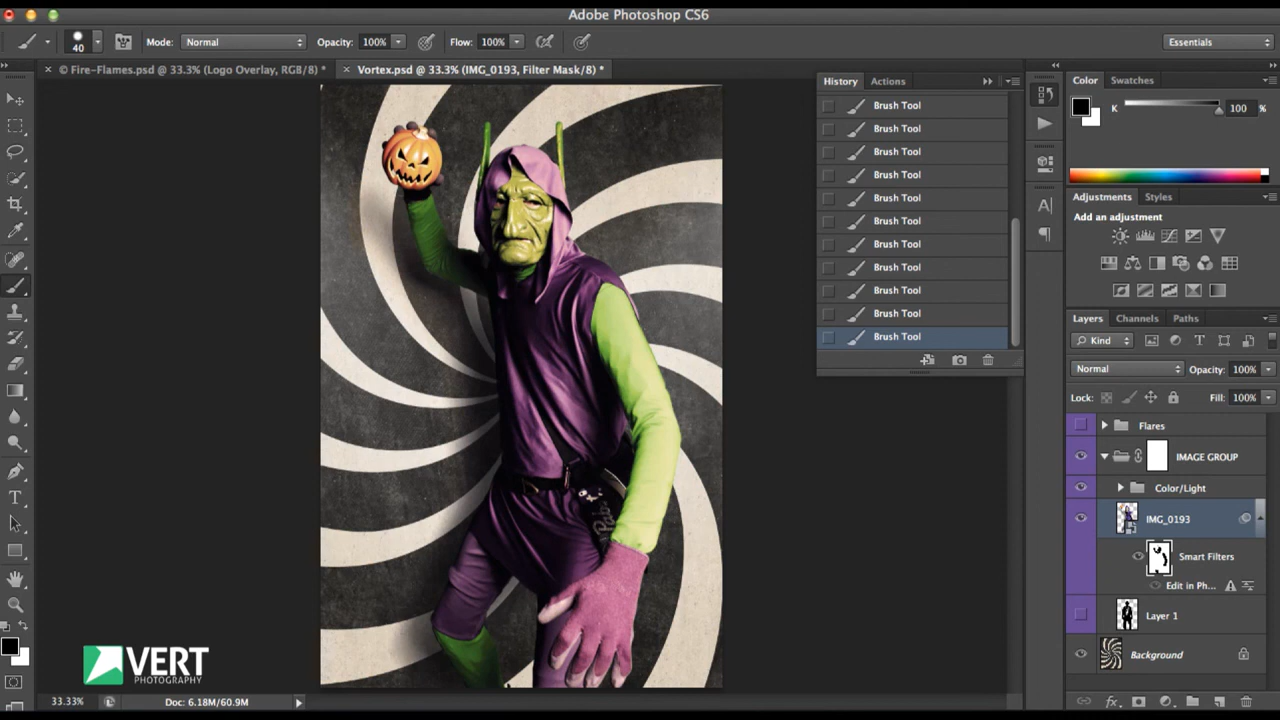 Adobe Photoshop CS6
40
Mode: Normal
Opacity: 100%
Flow: 100%
Essentials
× © Fire-Flames.psd @ 33.3% (Logo Overlay, RGB/8) *
× Vortex.psd @ 33.3% (IMG_0193, Filter Mask/8) *
History
Actions
Brush Tool
Brush Tool
Brush Tool
Brush Tool
Brush Tool
Brush Tool
Brush Tool
Brush Tool
Brush Tool
Brush Tool
Brush Tool
Color
Swatches
K
100 %
Adjustments
Styles
Add an adjustment
Layers
Channels
Paths
Kind
Normal
Opacity: 100%
Lock:
Fill: 100%
Flares
IMAGE GROUP
Color/Light
IMG_0193
Smart Filters
Edit in Ph...
Layer 1
Background
VERT
PHOTOGRAPHY
33.33%
Doc: 6.18M/60.9M